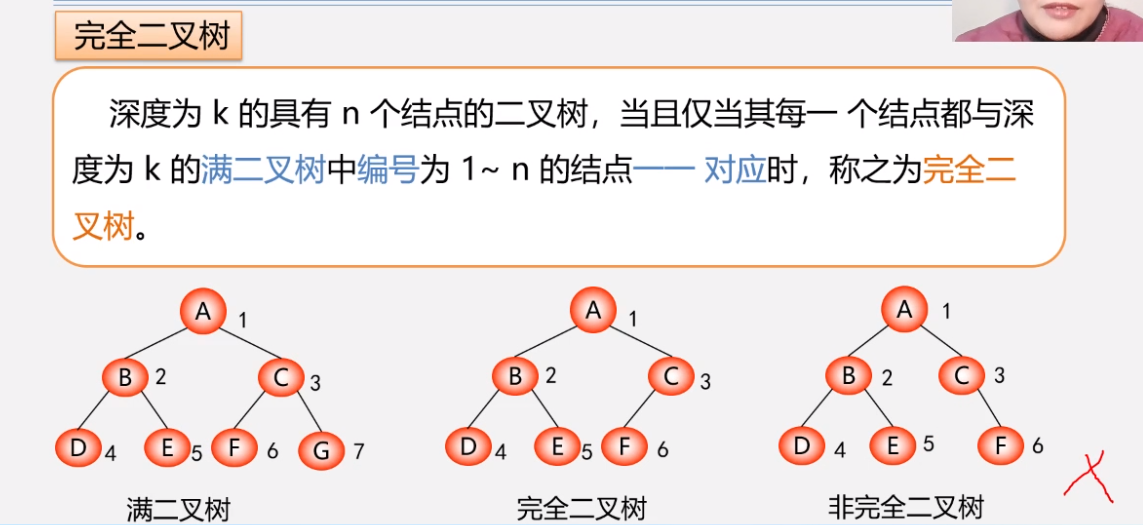 完全二叉树
深度为 k 的具有 n 个结点的二叉树，当且仅当其每一 个结点都与深
度为 k 的满二叉树中编号为 1~ n 的结点一一 对应时，称之为完全二
叉树。
A 1 A 1 A 1
B 2 C 3 B 2 C 3 B 2 C 3
D 4 E 5 F 6 G 7 D 4 E 5 F 6 D 4 E 5 F 6
满二叉树 完全二叉树 非完全二叉树